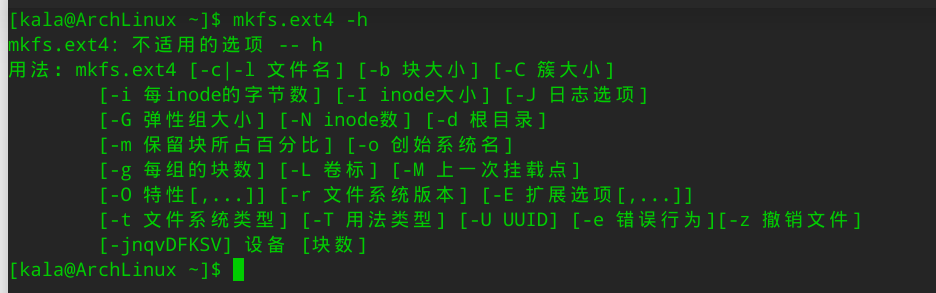 [kala@ArchLinux ~]$ mkfs.ext4 -h
mkfs.ext4: 不适用的选项 -- h
用法: mkfs.ext4 [-c|-l 文件名] [-b 块大小] [-C 簇大小]
[-i 每inode的字节数] [-I inode大小] [-J 日志选项]
[-G 弹性组大小] [-N inode数] [-d 根目录]
[-m 保留块所占百分比] [-o 创始系统名]
[-g 每组的块数] [-L 卷标] [-M 上一次挂载点]
[-O 特性[,...]] [-r 文件系统版本] [-E 扩展选项[,...]]
[-t 文件系统类型] [-T 用法类型] [-U UUID] [-e 错误行为][-z 撤销文件]
[-jnqvDFKSV] 设备 [块数]
[kala@ArchLinux ~]$